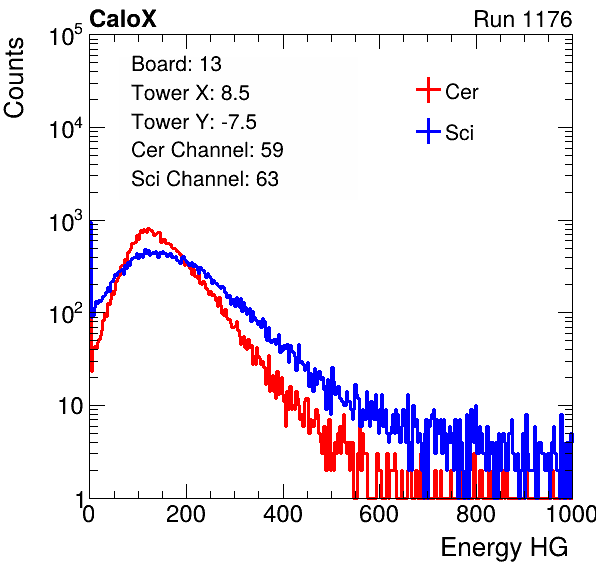 CaloX Run 1176
Counts
10^5
10^4
10^3
10^2
10
1
Board: 13
Tower X: 8.5
Tower Y: -7.5
Cer Channel: 59
Sci Channel: 63
Cer
Sci
0 200 400 600 800 1000
Energy HG